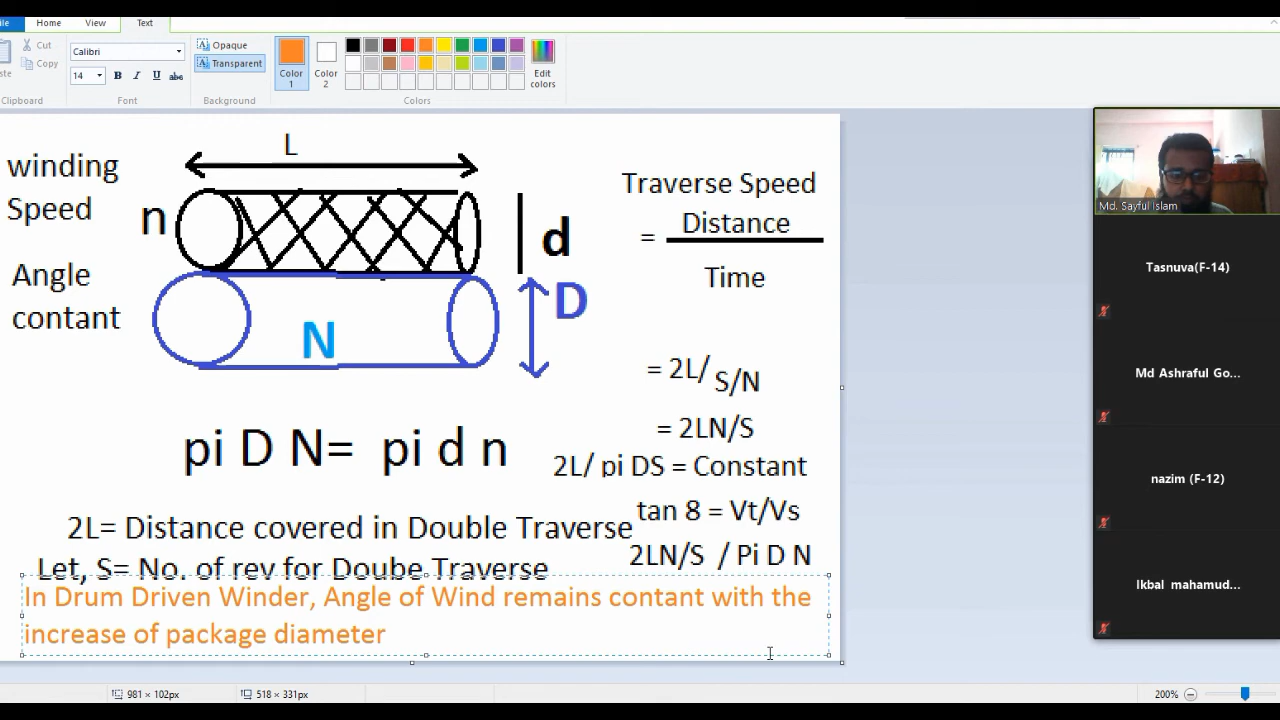 File
Home
View
Text
Cut
Copy
Clipboard
Calibri
14
B
I
U
abc
Font
Opaque
Transparent
Background
Color
1
Color
2
Edit
colors
Colors
winding
Speed
Angle
contant
L
n
d
D
N
Traverse Speed
Distance
=
Time
= 2L/ S/N
= 2LN/S
2L/ pi DS = Constant
tan 8 = Vt/Vs
2LN/S / Pi D N
pi D N= pi d n
2L= Distance covered in Double Traverse
Let, S= No. of rev for Doube Traverse
In Drum Driven Winder, Angle of Wind remains contant with the
increase of package diameter
Md. Sayful islam
Tasnuva(F-14)
Md Ashraful Go...
nazim (F-12)
Ikbal mahamud...
981 × 102px
518 × 331px
200%